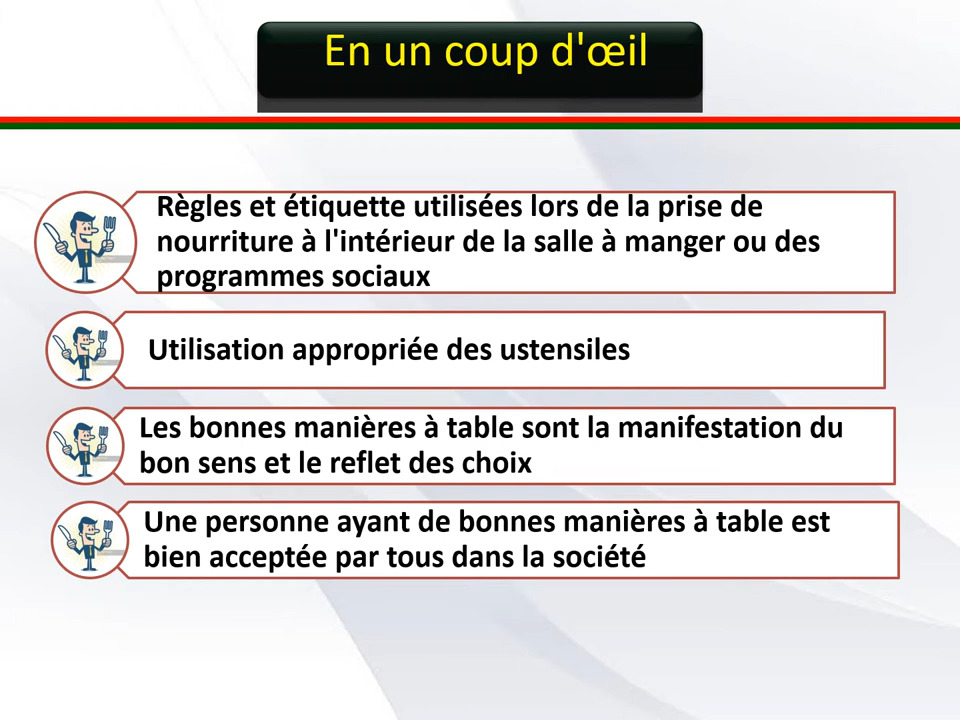 En un coup d'œil
Règles et étiquette utilisées lors de la prise de
nourriture à l'intérieur de la salle à manger ou des
programmes sociaux
Utilisation appropriée des ustensiles
Les bonnes manières à table sont la manifestation du
bon sens et le reflet des choix
Une personne ayant de bonnes manières à table est
bien acceptée par tous dans la société